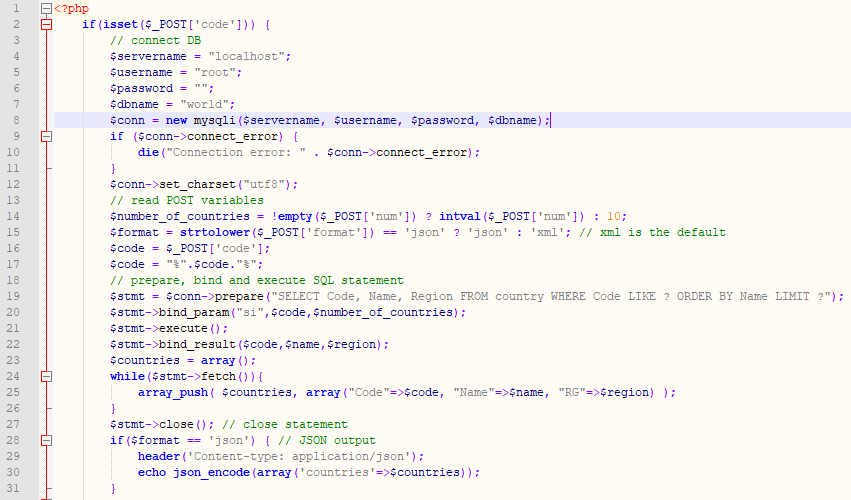 1 <?php
2 if(isset($_POST['code'])) {
3 // connect DB
4 $servername = "localhost";
5 $username = "root";
6 $password = "";
7 $dbname = "world";
8 $conn = new mysqli($servername, $username, $password, $dbname);
9 if ($conn->connect_error) {
10 die("Connection error: " . $conn->connect_error);
11 }
12 $conn->set_charset("utf8");
13 // read POST variables
14 $number_of_countries = !empty($_POST['num']) ? intval($_POST['num']) : 10;
15 $format = strtolower($_POST['format']) == 'json' ? 'json' : 'xml'; // xml is the default
16 $code = $_POST['code'];
17 $code = "%".$code."%";
18 // prepare, bind and execute SQL statement
19 $stmt = $conn->prepare("SELECT Code, Name, Region FROM country WHERE Code LIKE ? ORDER BY Name LIMIT ?");
20 $stmt->bind_param("si",$code,$number_of_countries);
21 $stmt->execute();
22 $stmt->bind_result($code,$name,$region);
23 $countries = array();
24 while($stmt->fetch()){
25 array_push( $countries, array("Code"=>$code, "Name"=>$name, "RG"=>$region) );
26 }
27 $stmt->close(); // close statement
28 if($format == 'json') { // JSON output
29 header('Content-type: application/json');
30 echo json_encode(array('countries'=>$countries));
31 }